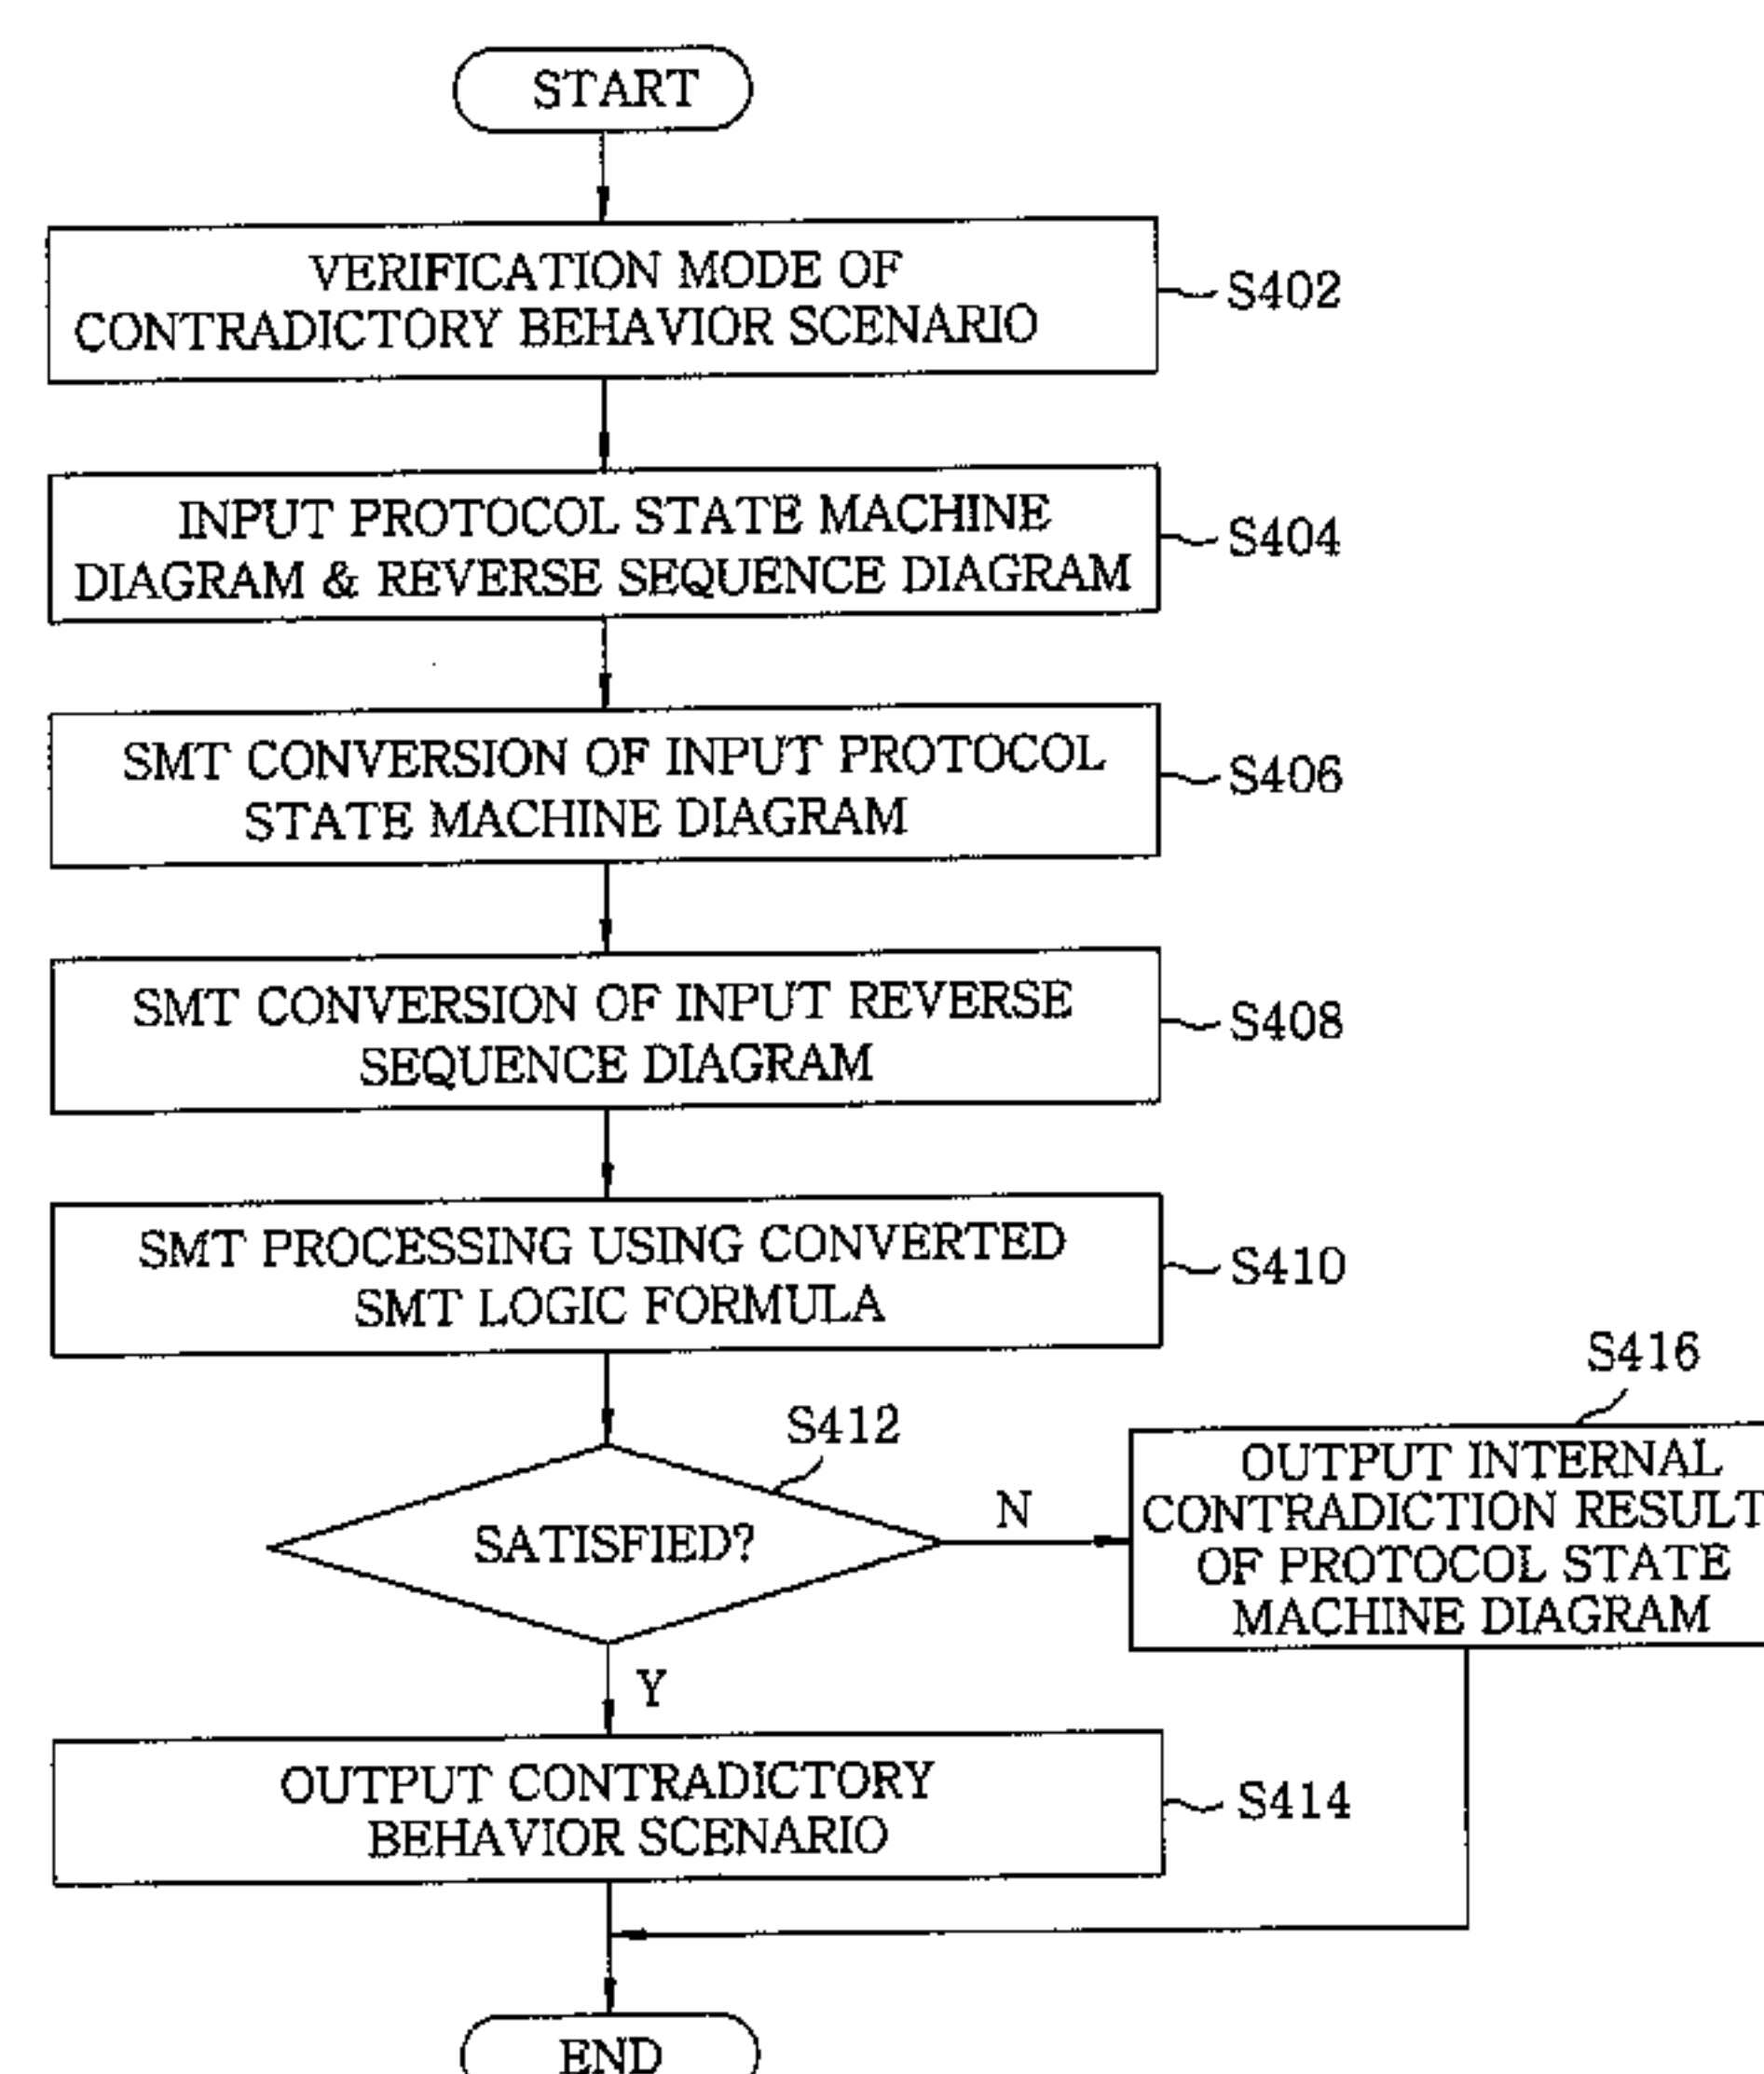 START
VERIFICATION MODE OF
CONTRADICTORY BEHAVIOR SCENARIO
S402
INPUT PROTOCOL STATE MACHINE
DIAGRAM & REVERSE SEQUENCE DIAGRAM
S404
SMT CONVERSION OF INPUT PROTOCOL
STATE MACHINE DIAGRAM
S406
SMT CONVERSION OF INPUT REVERSE
SEQUENCE DIAGRAM
S408
SMT PROCESSING USING CONVERTED
SMT LOGIC FORMULA
S410
S412
SATISFIED?
N
S416
OUTPUT INTERNAL
CONTRADICTION RESULT
OF PROTOCOL STATE
MACHINE DIAGRAM
Y
OUTPUT CONTRADICTORY
BEHAVIOR SCENARIO
S414
END